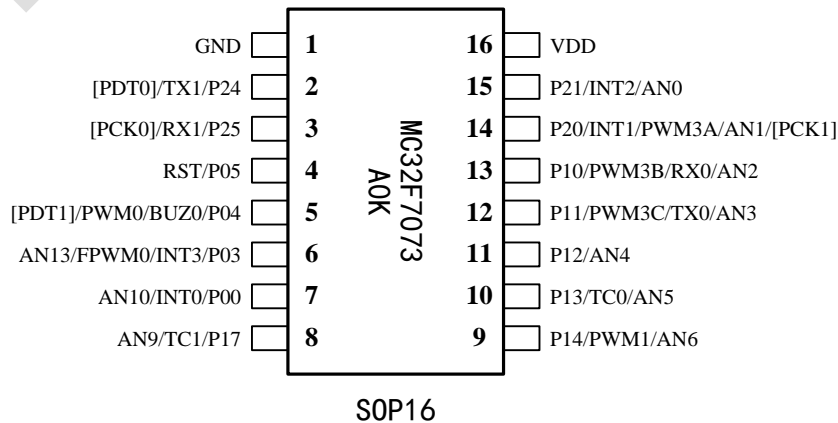 GND 1 16 VDD
[PDT0]/TX1/P24 2 15 P21/INT2/AN0
[PCK0]/RX1/P25 3 14 P20/INT1/PWM3A/AN1/[PCK1]
RST/P05 4 13 P10/PWM3B/RX0/AN2
[PDT1]/PWM0/BUZ0/P04 5 12 P11/PWM3C/TX0/AN3
AN13/FPWM0/INT3/P03 6 11 P12/AN4
AN10/INT0/P00 7 10 P13/TC0/AN5
AN9/TC1/P17 8 9 P14/PWM1/AN6
MC32F7073
A0K
SOP16